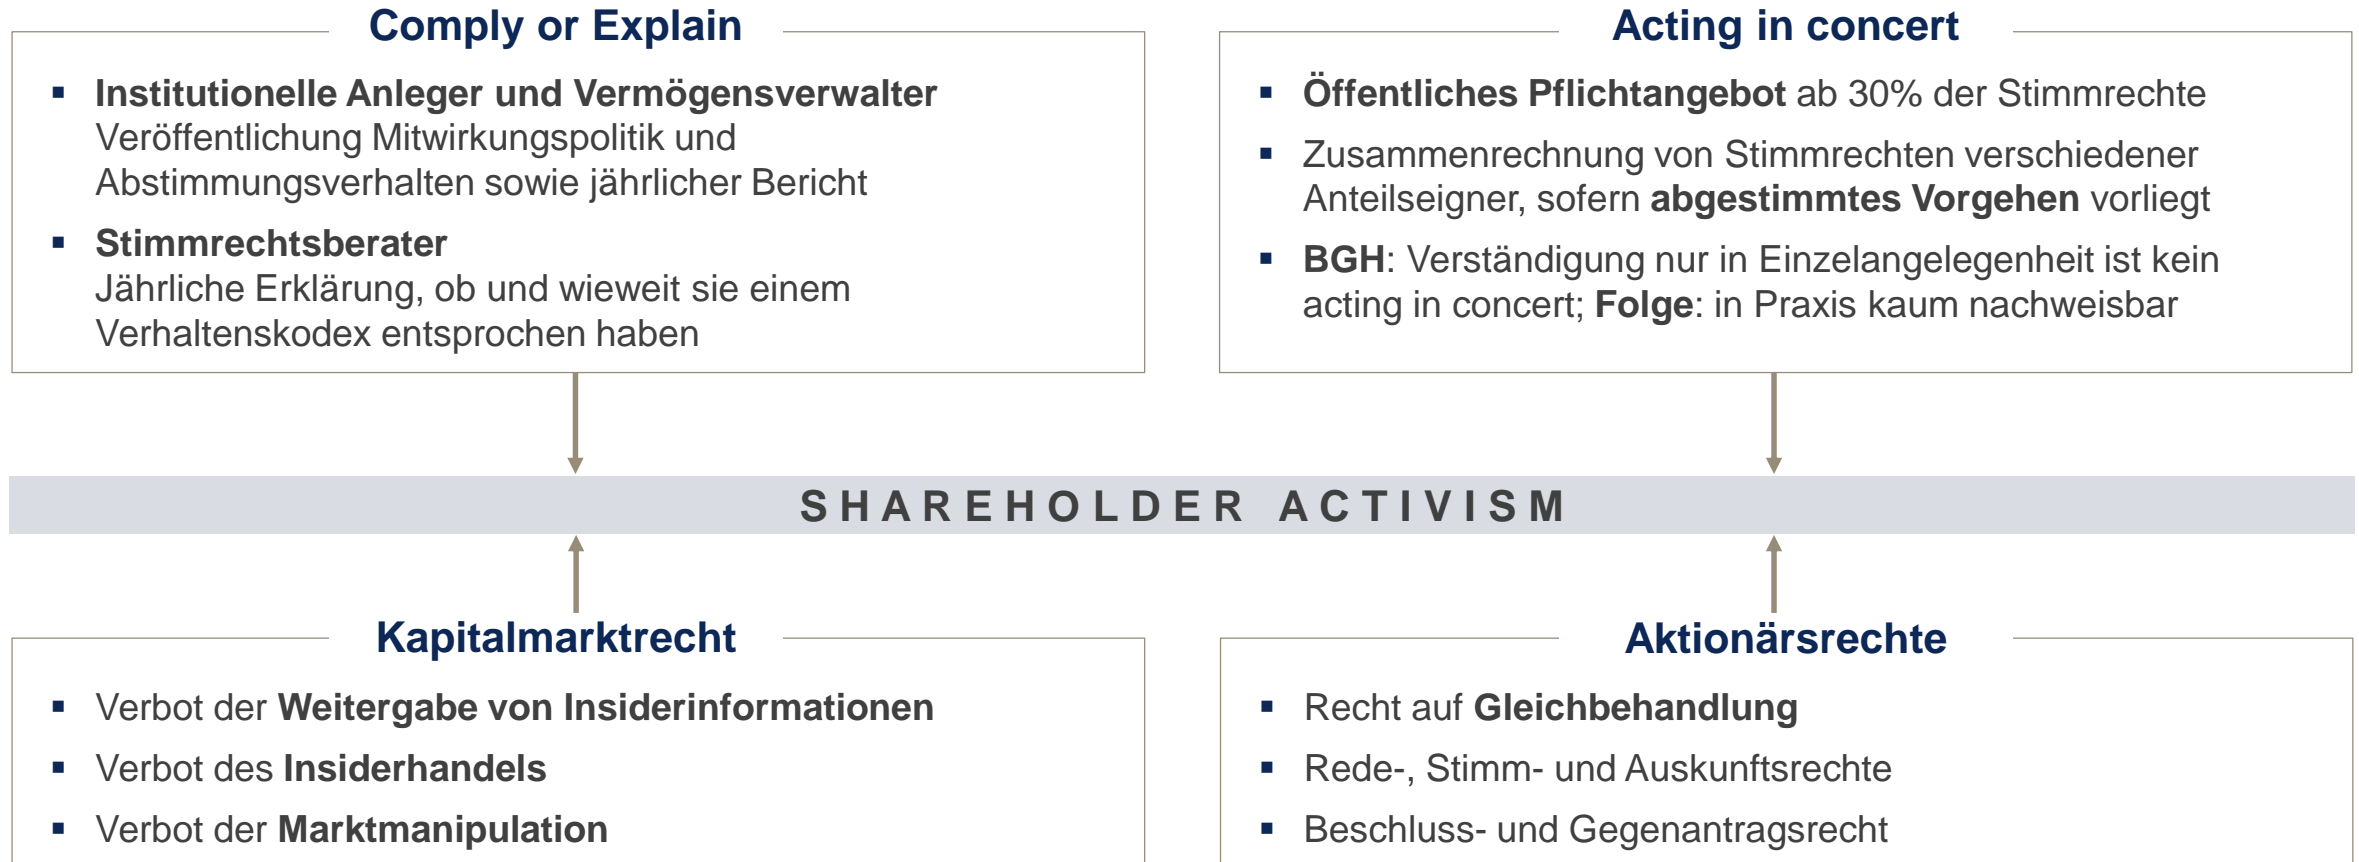 Comply or Explain
▪ Institutionelle Anleger und Vermögensverwalter
Veröffentlichung Mitwirkungspolitik und
Abstimmungsverhalten sowie jährlicher Bericht
▪ Stimmrechtsberater
Jährliche Erklärung, ob und wieweit sie einem
Verhaltenskodex entsprochen haben
Acting in concert
▪ Öffentliches Pflichtangebot ab 30% der Stimmrechte
▪ Zusammenrechnung von Stimmrechten verschiedener
Anteilseigner, sofern abgestimmtes Vorgehen vorliegt
▪ BGH: Verständigung nur in Einzelangelegenheit ist kein
acting in concert; Folge: in Praxis kaum nachweisbar
SHAREHOLDER ACTIVISM
Kapitalmarktrecht
▪ Verbot der Weitergabe von Insiderinformationen
▪ Verbot des Insiderhandels
▪ Verbot der Marktmanipulation
Aktionärsrechte
▪ Recht auf Gleichbehandlung
▪ Rede-, Stimm- und Auskunftsrechte
▪ Beschluss- und Gegenantragsrecht